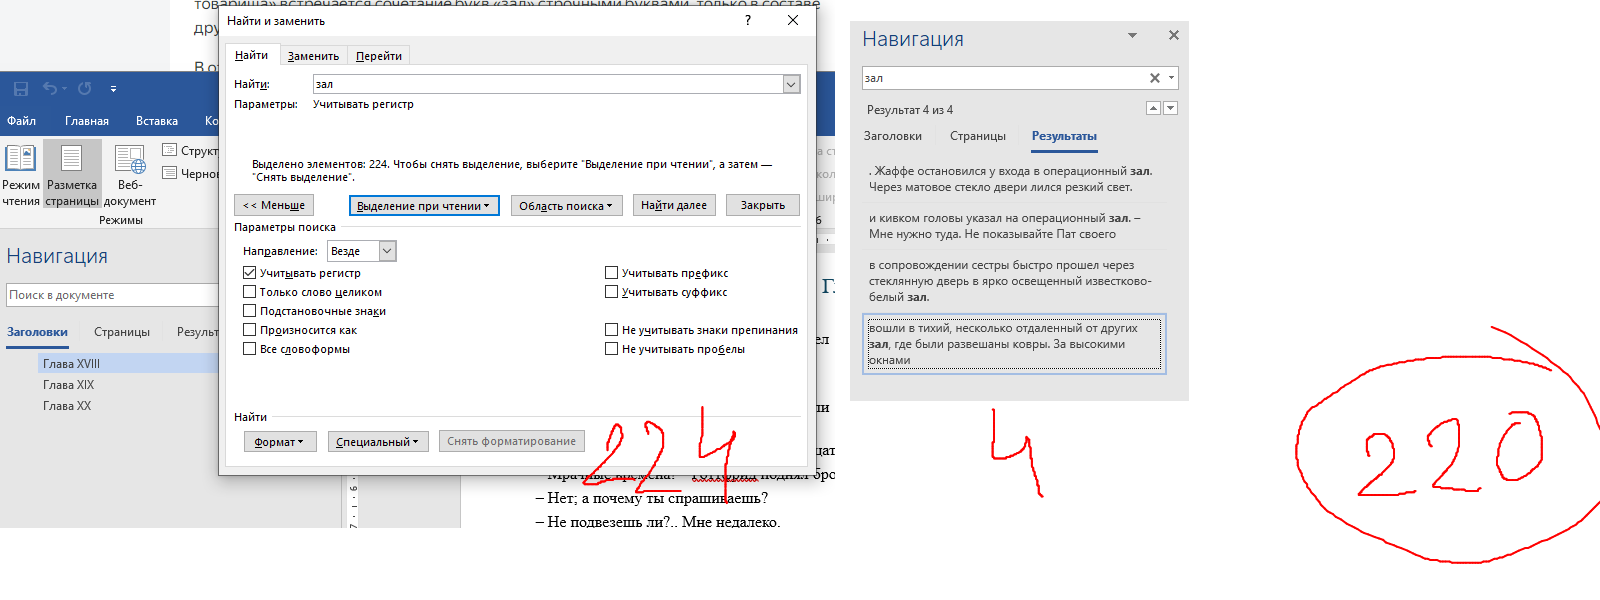 товарища» встречается сочетание букв «зал» строчными буквами, только в составе
дру
В о
Файл Главная Вставка Ко
Режим чтения
Разметка страницы
Веб-документ
Структ
Чернов
Режимы
Навигация
Поиск в документе
Заголовки Страницы Результ
Глава XVIII
Глава XIX
Глава XX
Найти и заменить
? ×
Найти Заменить Перейти
Найти: зал
Параметры: Учитывать регистр
Выделено элементов: 224. Чтобы снять выделение, выберите "Выделение при чтении", а затем —
"Снять выделение".
<< Меньше Выделение при чтении Область поиска Найти далее Закрыть
Параметры поиска
Направление: Везде
Учитывать регистр
Только слово целиком
Подстановочные знаки
Произносится как
Все словоформы
Учитывать префикс
Учитывать суффикс
Не учитывать знаки препинания
Не учитывать пробелы
Найти
Формат Специальный Снять форматирование
– Нет; а почему ты спрашиваешь?
– Не подвезешь ли?.. Мне недалеко.
224
Навигация
зал
Результат 4 из 4
Заголовки Страницы Результаты
. Жаффе остановился у входа в операционный зал.
Через матовое стекло двери лился резкий свет.
и кивком головы указал на операционный зал. –
Мне нужно туда. Не показывайте Пат своего
в сопровождении сестры быстро прошел через
стеклянную дверь в ярко освещенный известково-
белый зал.
вошли в тихий, несколько отдаленный от других
зал, где были развешаны ковры. За высокими
окнами
4
220